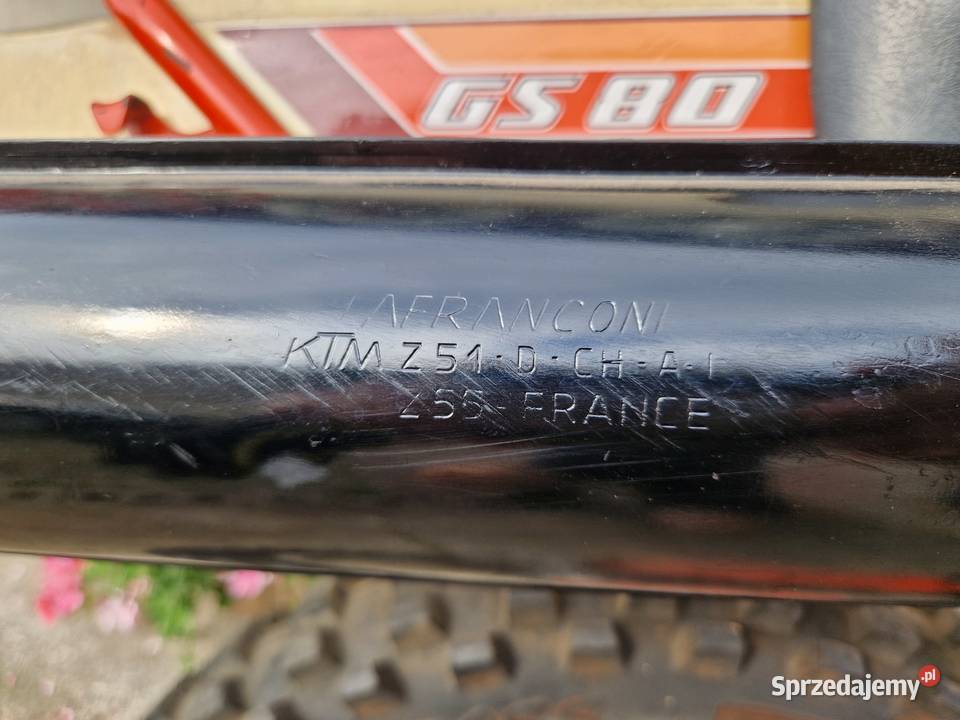 GS 80
LAFRANCONI
KTM Z51-D-CH-A-I
Z55 FRANCE
Sprzedajemy.pl